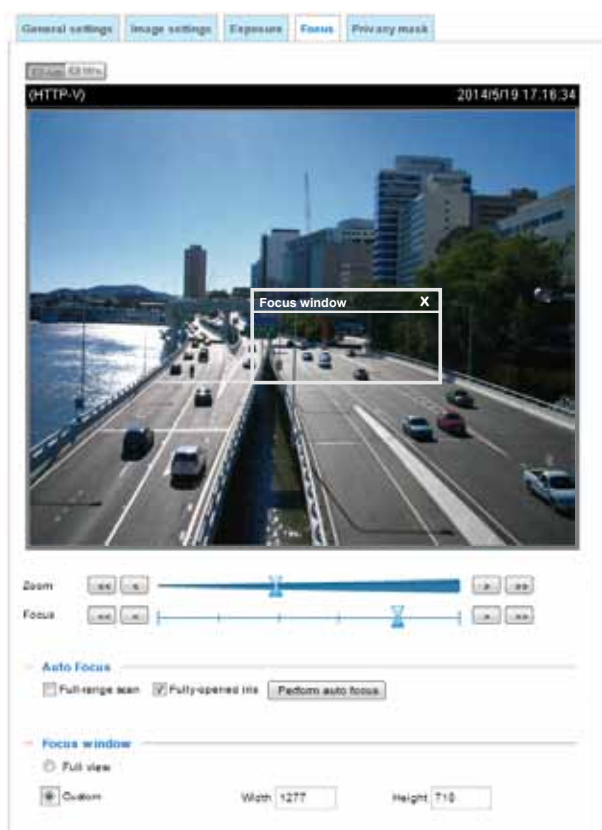 General settings Image settings Exposure Focus Privacy mask
(HTTP-V) 2014/5/19 17:16:34
Focus window X
Zoom << < > >>
Focus << < > >>
Auto Focus
Full-range scan Fully-opened iris Perform auto focus
Focus window
Full view
Custom Width 1277 Height 710